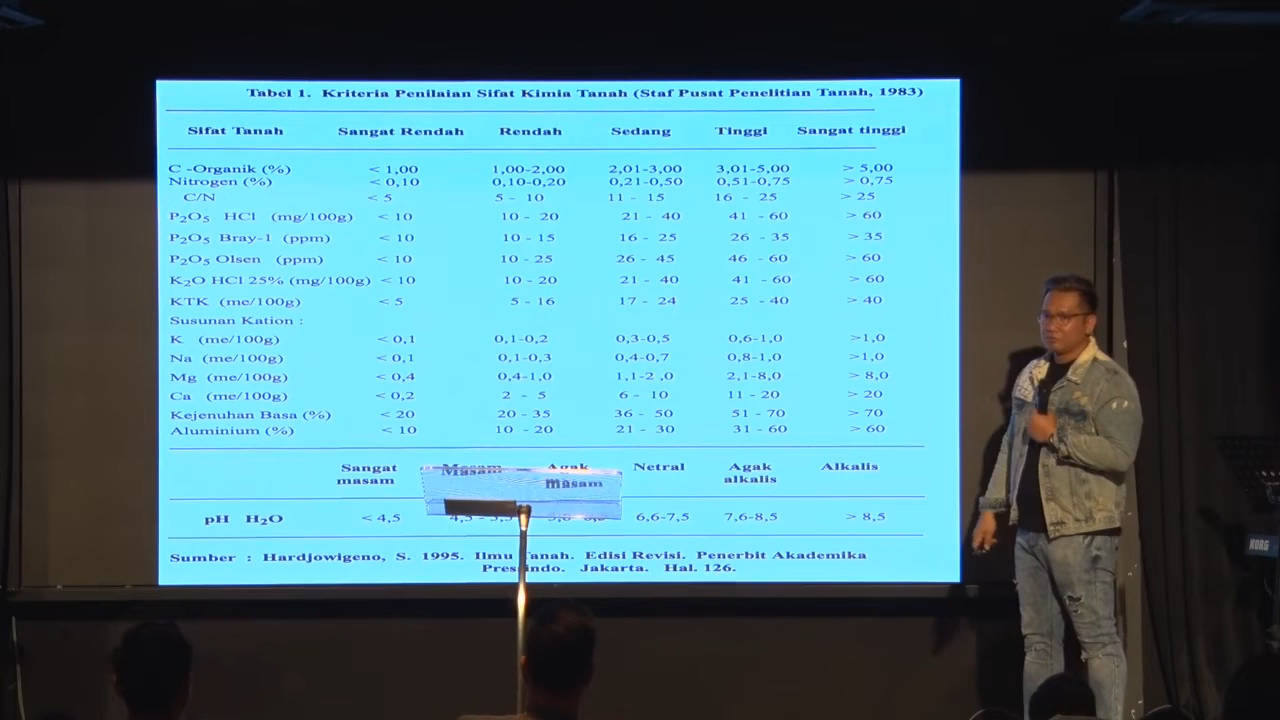 Tabel 1. Kriteria Penilaian Sifat Kimia Tanah (Staf Pusat Penelitian Tanah, 1983)
Sifat Tanah Sangat Rendah Rendah Sedang Tinggi Sangat tinggi
C -Organik (%) < 1,00 1,00-2,00 2,01-3,00 3,01-5,00 > 5,00
Nitrogen (%) < 0,10 0,10-0,20 0,21-0,50 0,51-0,75 > 0,75
C/N < 5 5 - 10 11 - 15 16 - 25 > 25
P₂O₅ HCl (mg/100g) < 10 10 - 20 21 - 40 41 - 60 > 60
P₂O₅ Bray-1 (ppm) < 10 10 - 15 16 - 25 26 - 35 > 35
P₂O₅ Olsen (ppm) < 10 10 - 25 26 - 45 46 - 60 > 60
K₂O HCl 25% (mg/100g) < 10 10 - 20 21 - 40 41 - 60 > 60
KTK (me/100g) < 5 5 - 16 17 - 24 25 - 40 > 40
Susunan Kation :
K (me/100g) < 0,1 0,1-0,2 0,3-0,5 0,6-1,0 >1,0
Na (me/100g) < 0,1 0,1-0,3 0,4-0,7 0,8-1,0 >1,0
Mg (me/100g) < 0,4 0,4-1,0 1,1-2 ,0 2,1-8,0 > 8,0
Ca (me/100g) < 0,2 2 - 5 6 - 10 11 - 20 > 20
Kejenuhan Basa (%) < 20 20 - 35 36 - 50 51 - 70 > 70
Aluminium (%) < 10 10 - 20 21 - 30 31 - 60 > 60
Sangat Masam Agak Netral Agak Alkalis
masam masam alkalis
pH H₂O < 4,5 6,6-7,5 7,6-8,5 > 8,5
Sumber : Hardjowigeno, S. 1995. Ilmu Tanah. Edisi Revisi. Penerbit Akademika
Pressindo. Jakarta. Hal. 126.
KORG